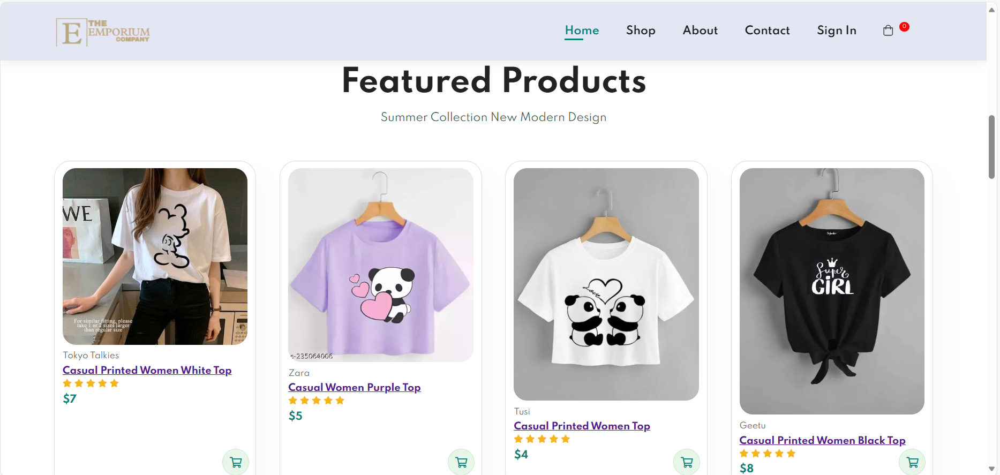 E THE
EMPORIUM
COMPANY
Home Shop About Contact Sign In 0
Featured Products
Summer Collection New Modern Design
WE
For similar fitting, please
take 1 or 2 sizes larger
than regular size
Tokyo Talkies
Casual Printed Women White Top
$7
s-235064006
Zara
Casual Women Purple Top
$5
Love
Tusi
Casual Printed Women Top
$4
Super
GIRL
Geetu
Casual Printed Women Black Top
$8